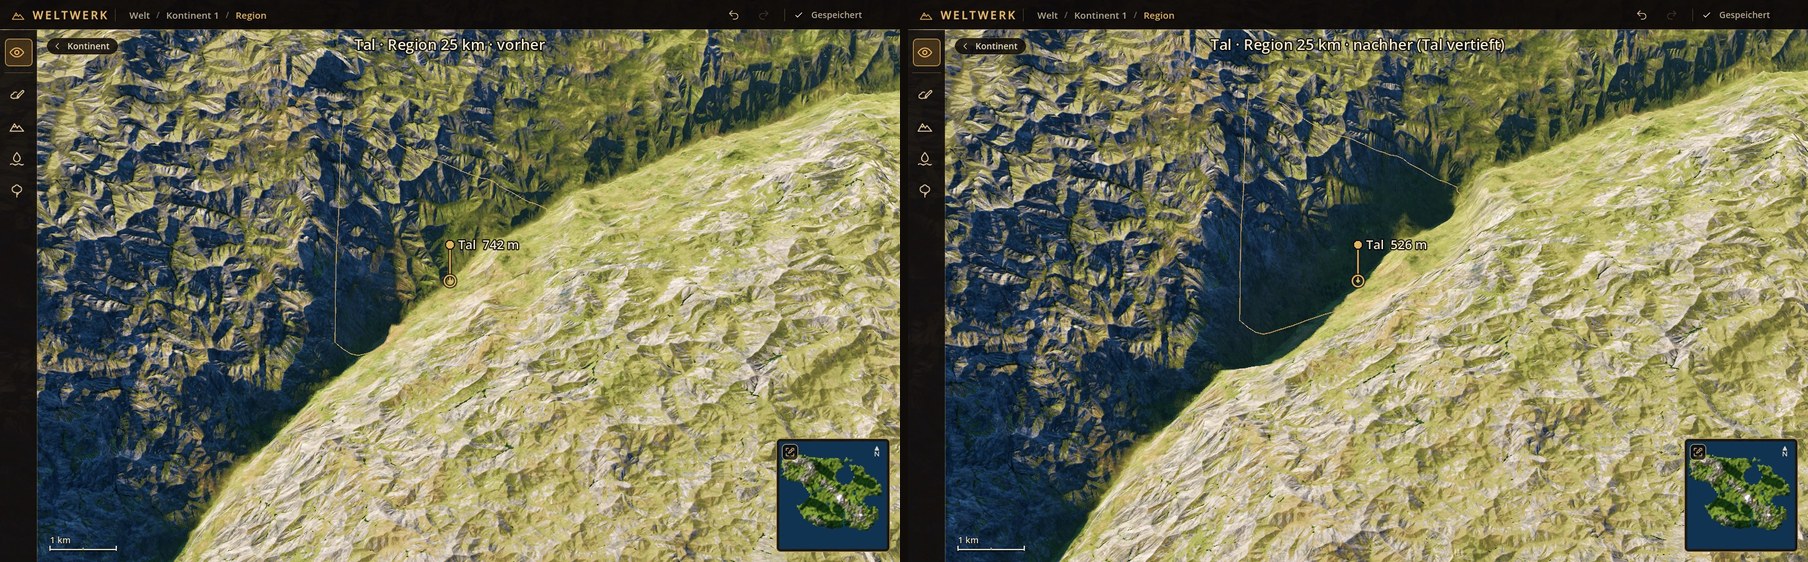 WELTWERK Welt / Kontinent 1 / Region Gespeichert
Kontinent
Tal · Region 25 km · vorher
Tal 742 m
N
1 km
WELTWERK Welt / Kontinent 1 / Region Gespeichert
Kontinent
Tal · Region 25 km · nachher (Tal vertieft)
Tal 526 m
N
1 km